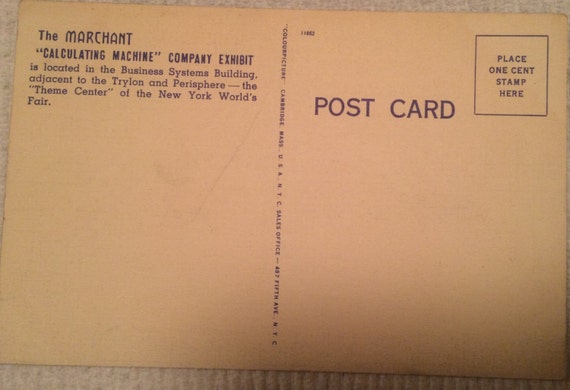 The MARCHANT
"CALCULATING MACHINE" COMPANY EXHIBIT
is located in the Business Systems Building,
adjacent to the Trylon and Perisphere — the
"Theme Center" of the New York World's
Fair.
"COLOURPICTURE" CAMBRIDGE, MASS., U. S. A., N. Y. C. SALES OFFICE — 487 FIFTH AVE., N. Y. C.
11662
POST CARD
PLACE
ONE CENT
STAMP
HERE